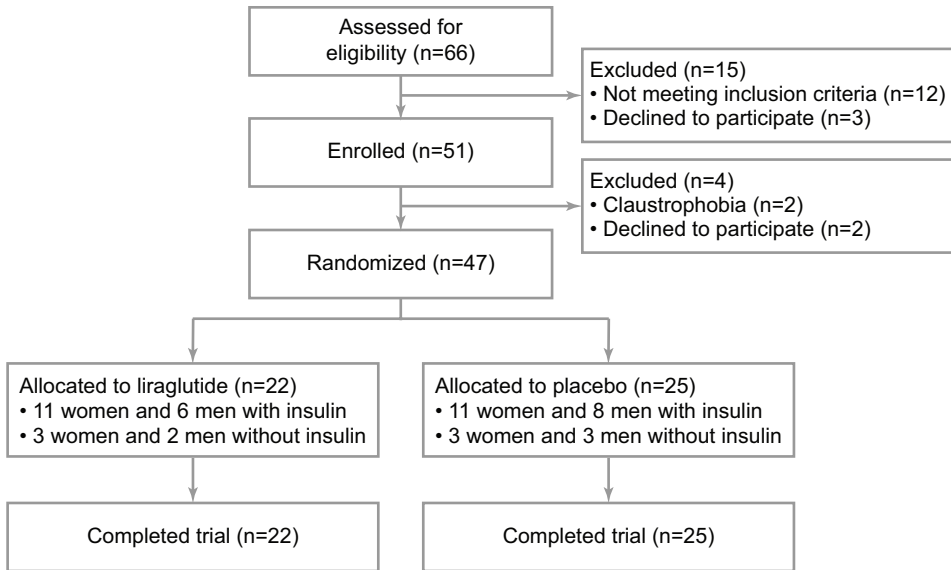 Assessed for
eligibility (n=66)
Excluded (n=15)
• Not meeting inclusion criteria (n=12)
• Declined to participate (n=3)
Enrolled (n=51)
Excluded (n=4)
• Claustrophobia (n=2)
• Declined to participate (n=2)
Randomized (n=47)
Allocated to liraglutide (n=22)
• 11 women and 6 men with insulin
• 3 women and 2 men without insulin
Allocated to placebo (n=25)
• 11 women and 8 men with insulin
• 3 women and 3 men without insulin
Completed trial (n=22)
Completed trial (n=25)